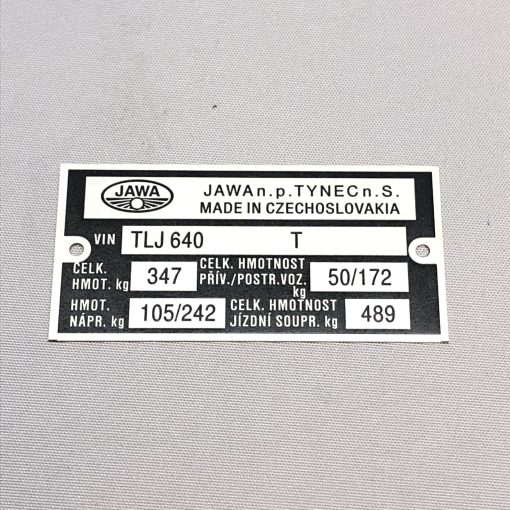 JAWA
JAWA n.p. TYNEC n.S.
MADE IN CZECHOSLOVAKIA
VIN TLJ 640 T
CELK. HMOT. kg 347
CELK. HMOTNOST PŘÍV./POSTR.VOZ. kg 50/172
HMOT. NÁPR. kg 105/242
CELK. HMOTNOST JÍZDNÍ SOUPR. kg 489